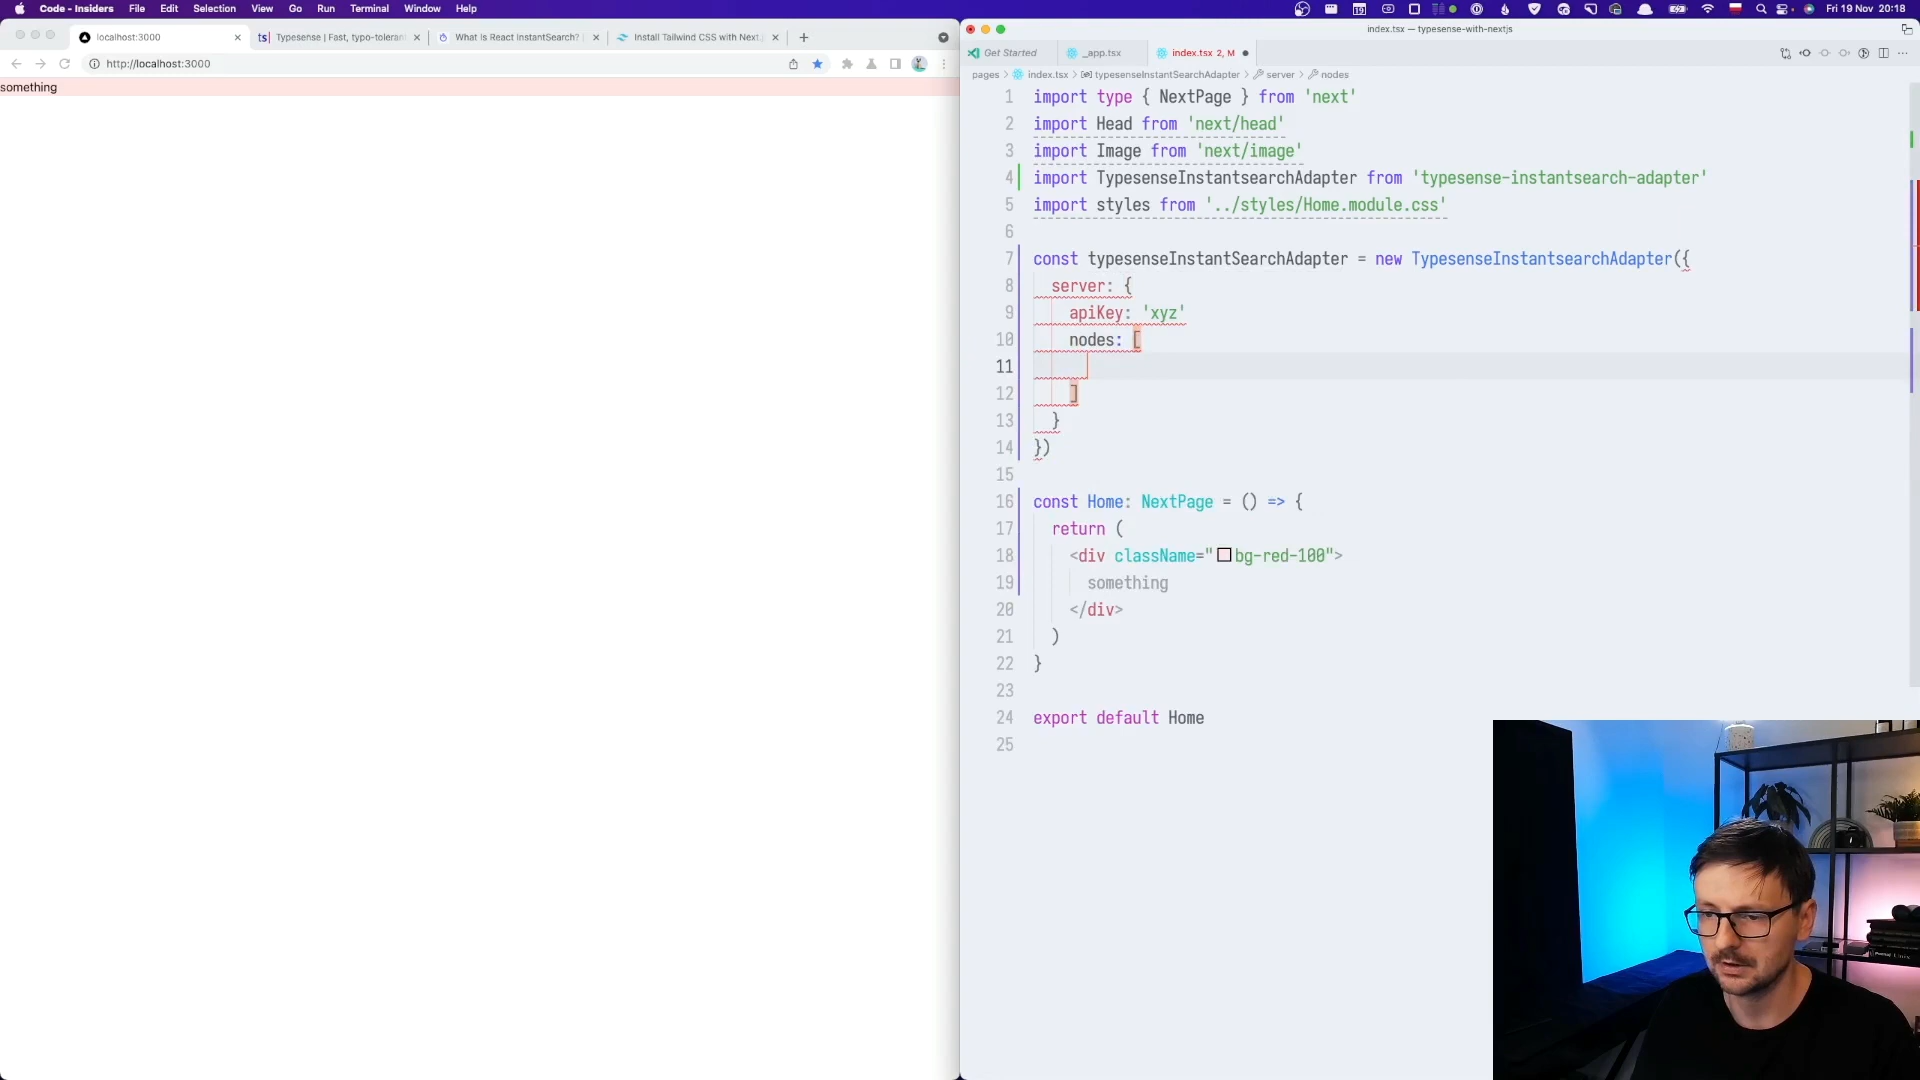 Code - Insiders File Edit Selection View Go Run Terminal Window Help
19
Fri 19 Nov 20:18
localhost:3000
ts| Typesense | Fast, typo-toleran
What is React InstantSearch? |
Install Tailwind CSS with Next.
http://localhost:3000
something
index.tsx — typesense-with-nextjs
Get Started
_app.tsx
index.tsx 2, M
pages > index.tsx > typesenseInstantSearchAdapter > server > nodes
1 import type { NextPage } from 'next'
2 import Head from 'next/head'
3 import Image from 'next/image'
4 import TypesenseInstantsearchAdapter from 'typesense-instantsearch-adapter'
5 import styles from '../styles/Home.module.css'
6
7 const typesenseInstantSearchAdapter = new TypesenseInstantsearchAdapter({
8 server: {
9 apiKey: 'xyz'
10 nodes: [
11
12 ]
13 }
14 })
15
16 const Home: NextPage = () => {
17 return (
18 <div className="bg-red-100">
19 something
20 </div>
21 )
22 }
23
24 export default Home
25